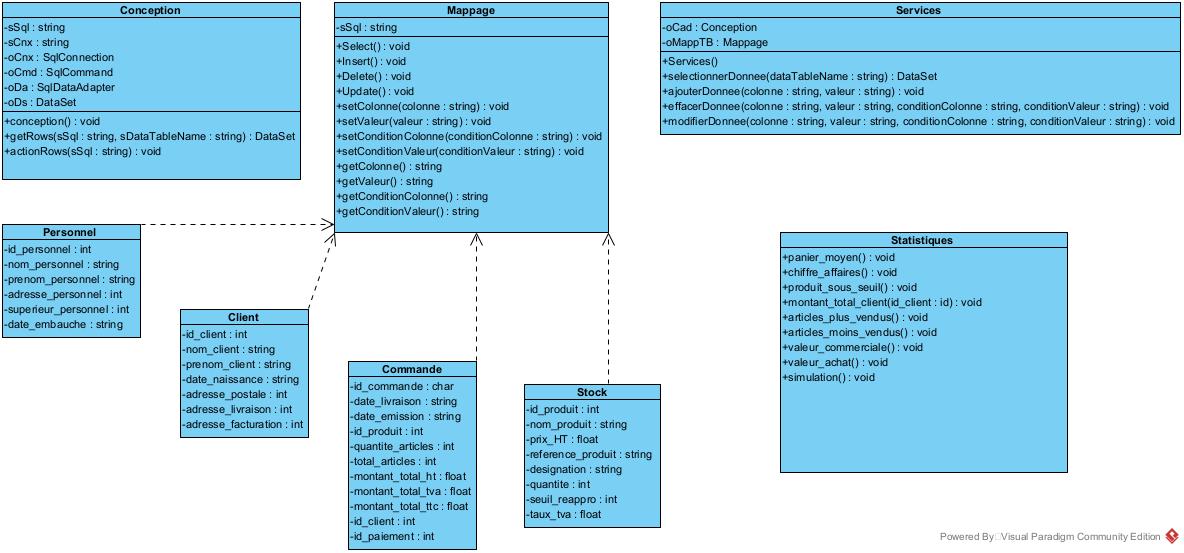 Conception
-sSql : string
-sCnx : string
-oCnx : SqlConnection
-oCmd : SqlCommand
-oDa : SqlDataAdapter
-oDs : DataSet
+conception() : void
+getRows(sSql : string, sDataTableName : string) : DataSet
+actionRows(sSql : string) : void
Mappage
-sSql : string
+Select() : void
+Insert() : void
+Delete() : void
+Update() : void
+setColonne(colonne : string) : void
+setValeur(valeur : string) : void
+setConditionColonne(conditionColonne : string) : void
+setConditionValeur(conditionValeur : string) : void
+getColonne() : string
+getValeur() : string
+getConditionColonne() : string
+getConditionValeur() : string
Services
-oCad : Conception
-oMappTB : Mappage
+Services()
+selectionnerDonnee(dataTableName : string) : DataSet
+ajouterDonnee(colonne : string, valeur : string) : void
+effacerDonnee(colonne : string, valeur : string, conditionColonne : string, conditionValeur : string) : void
+modifierDonnee(colonne : string, valeur : string, conditionColonne : string, conditionValeur : string) : void
Personnel
-id_personnel : int
-nom_personnel : string
-prenom_personnel : string
-adresse_personnel : int
-superieur_personnel : int
-date_embauche : string
Client
-id_client : int
-nom_client : string
-prenom_client : string
-date_naissance : string
-adresse_postale : int
-adresse_livraison : int
-adresse_facturation : int
Commande
-id_commande : char
-date_livraison : string
-date_emission : string
-id_produit : int
-quantite_articles : int
-total_articles : int
-montant_total_ht : float
-montant_total_tva : float
-montant_total_ttc : float
-id_client : int
-id_paiement : int
Stock
-id_produit : int
-nom_produit : string
-prix_HT : float
-reference_produit : string
-designation : string
-quantite : int
-seuil_reappro : int
-taux_tva : float
Statistiques
+panier_moyen() : void
+chiffre_affaires() : void
+produit_sous_seuil() : void
+montant_total_client(id_client : id) : void
+articles_plus_vendus() : void
+articles_moins_vendus() : void
+valeur_commerciale() : void
+valeur_achat() : void
+simulation() : void
Powered By Visual Paradigm Community Edition